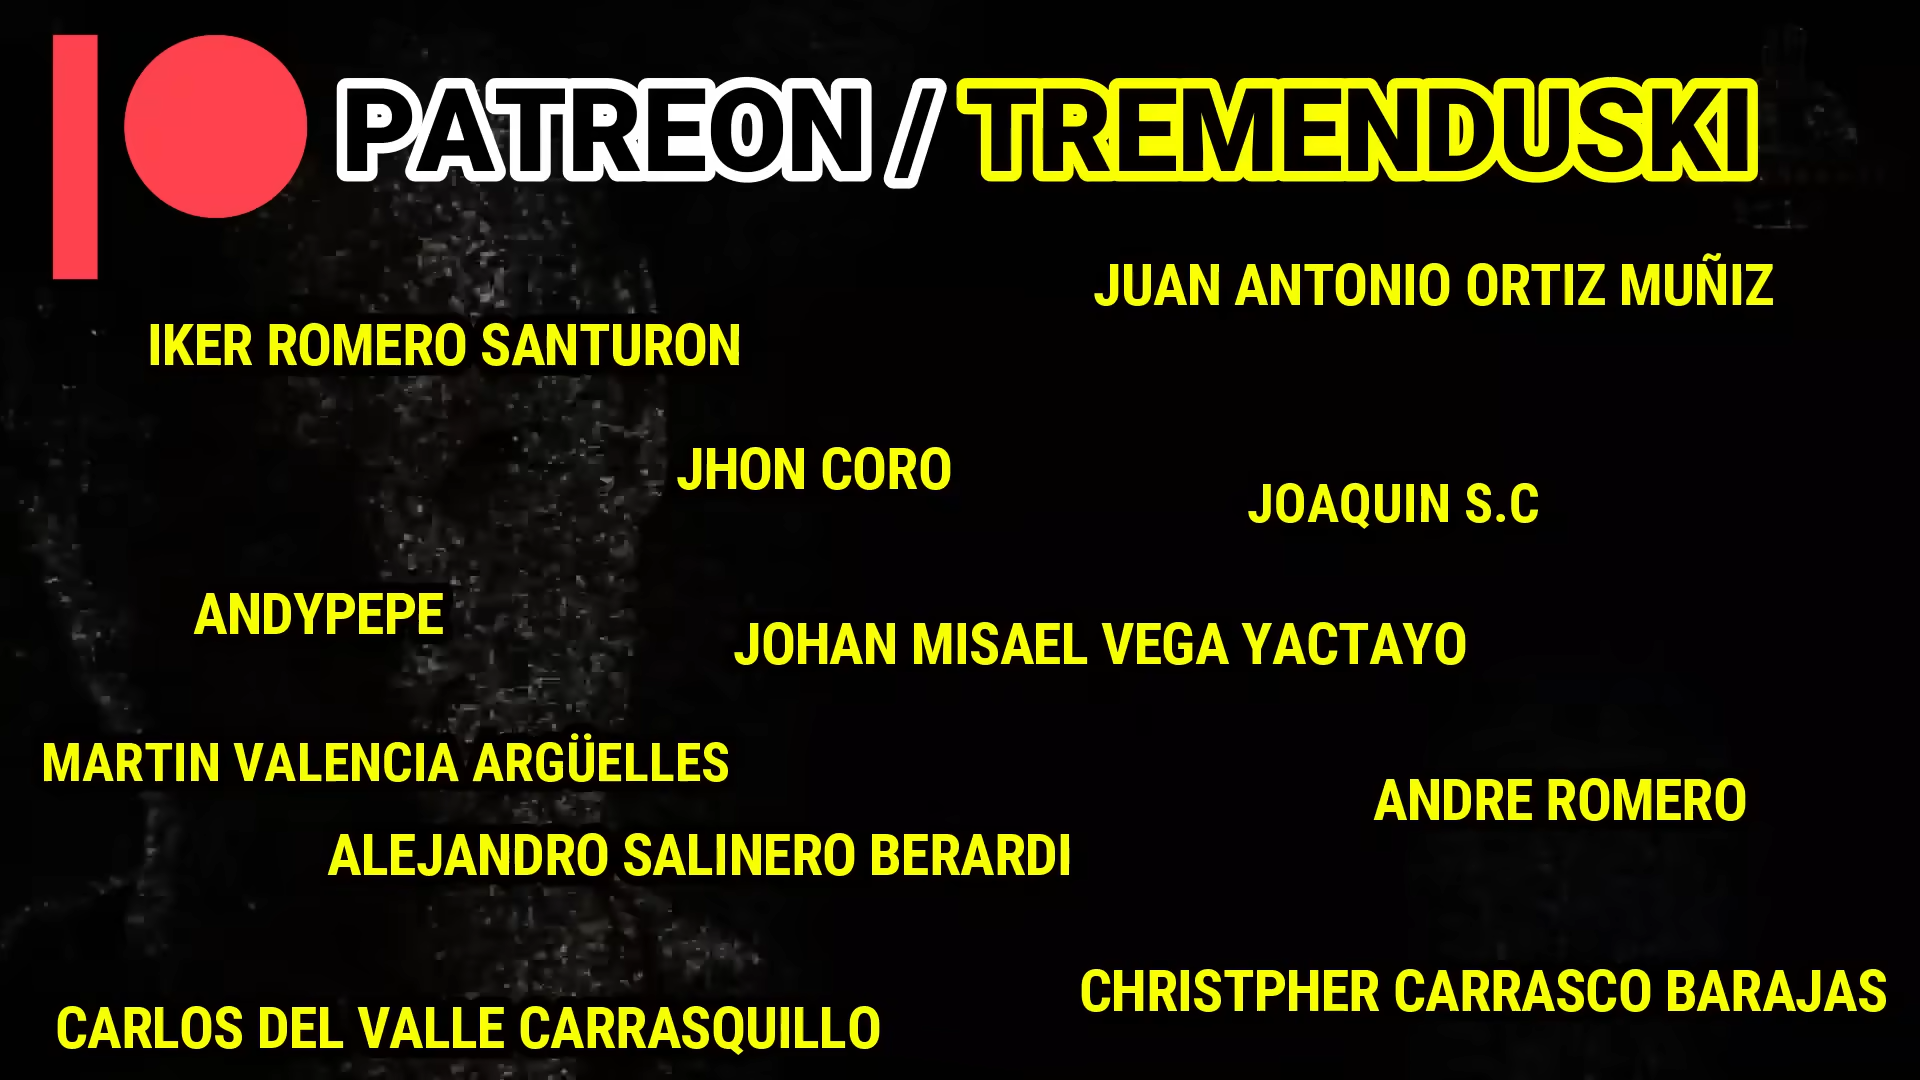 PATREON / TREMENDUSKI
JUAN ANTONIO ORTIZ MUÑIZ
IKER ROMERO SANTURON
JHON CORO
JOAQUIN S.C
ANDYPEPE
JOHAN MISAEL VEGA YACTAYO
MARTIN VALENCIA ARGÜELLES
ANDRE ROMERO
ALEJANDRO SALINERO BERARDI
CHRISTPHER CARRASCO BARAJAS
CARLOS DEL VALLE CARRASQUILLO